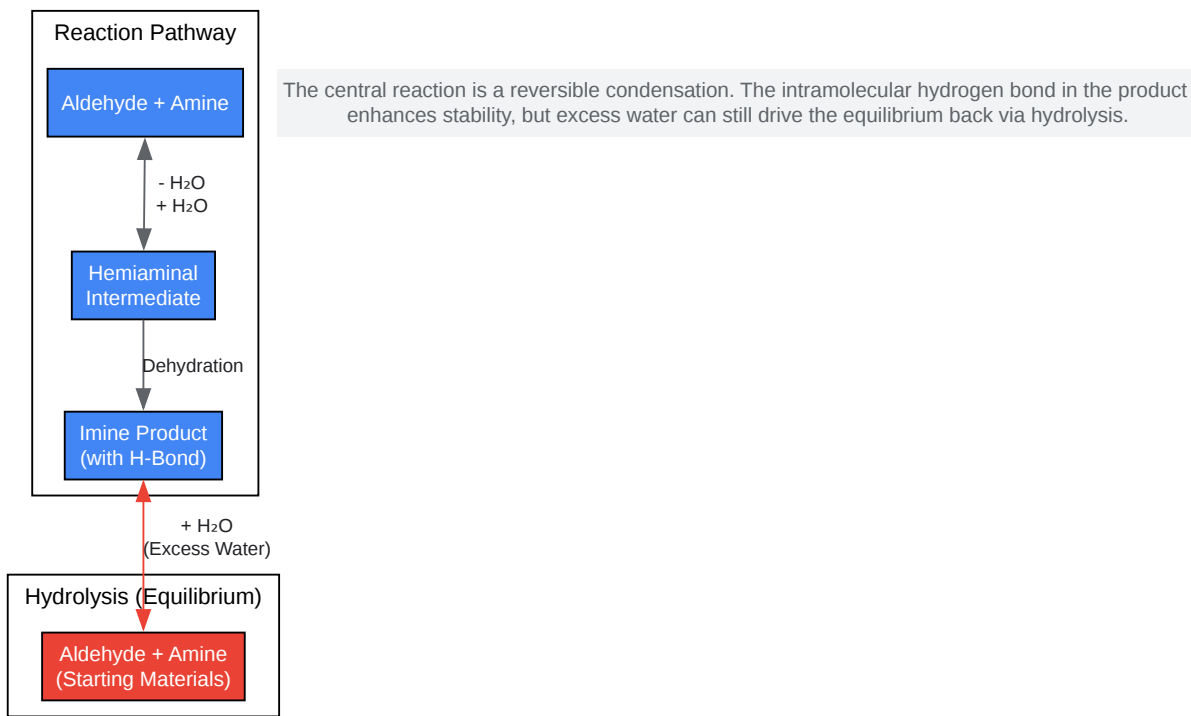 Reaction Pathway
Aldehyde + Amine
The central reaction is a reversible condensation. The intramolecular hydrogen bond in the product
enhances stability, but excess water can still drive the equilibrium back via hydrolysis.
- H₂O
+ H₂O
Hemiaminal
Intermediate
Dehydration
Imine Product
(with H-Bond)
+ H₂O
(Excess Water)
Hydrolysis (Equilibrium)
Aldehyde + Amine
(Starting Materials)